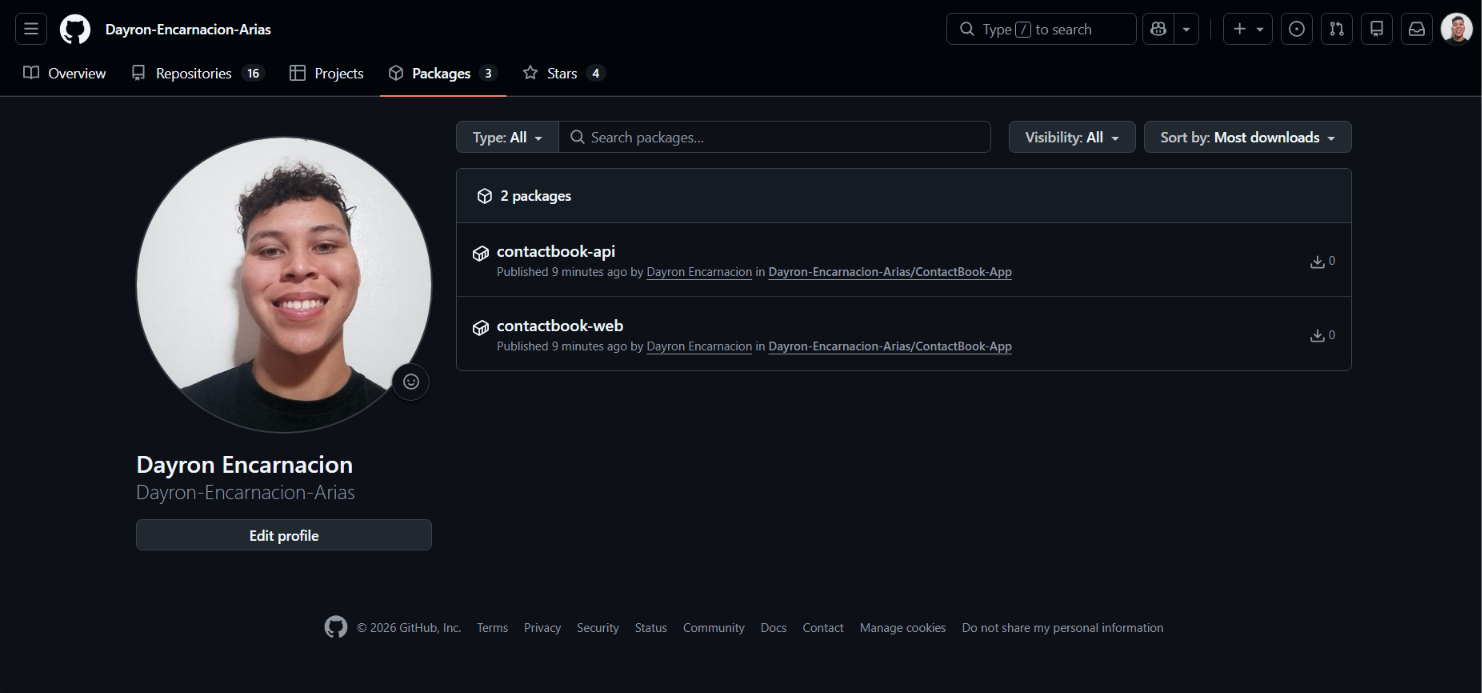 Dayron-Encarnacion-Arias
Type / to search
Overview
Repositories 16
Projects
Packages 3
Stars 4
Type: All
Search packages...
Visibility: All
Sort by: Most downloads
2 packages
contactbook-api
Published 9 minutes ago by Dayron Encarnacion in Dayron-Encarnacion-Arias/ContactBook-App
0
contactbook-web
Published 9 minutes ago by Dayron Encarnacion in Dayron-Encarnacion-Arias/ContactBook-App
0
Dayron Encarnacion
Dayron-Encarnacion-Arias
Edit profile
© 2026 GitHub, Inc. Terms Privacy Security Status Community Docs Contact Manage cookies Do not share my personal information